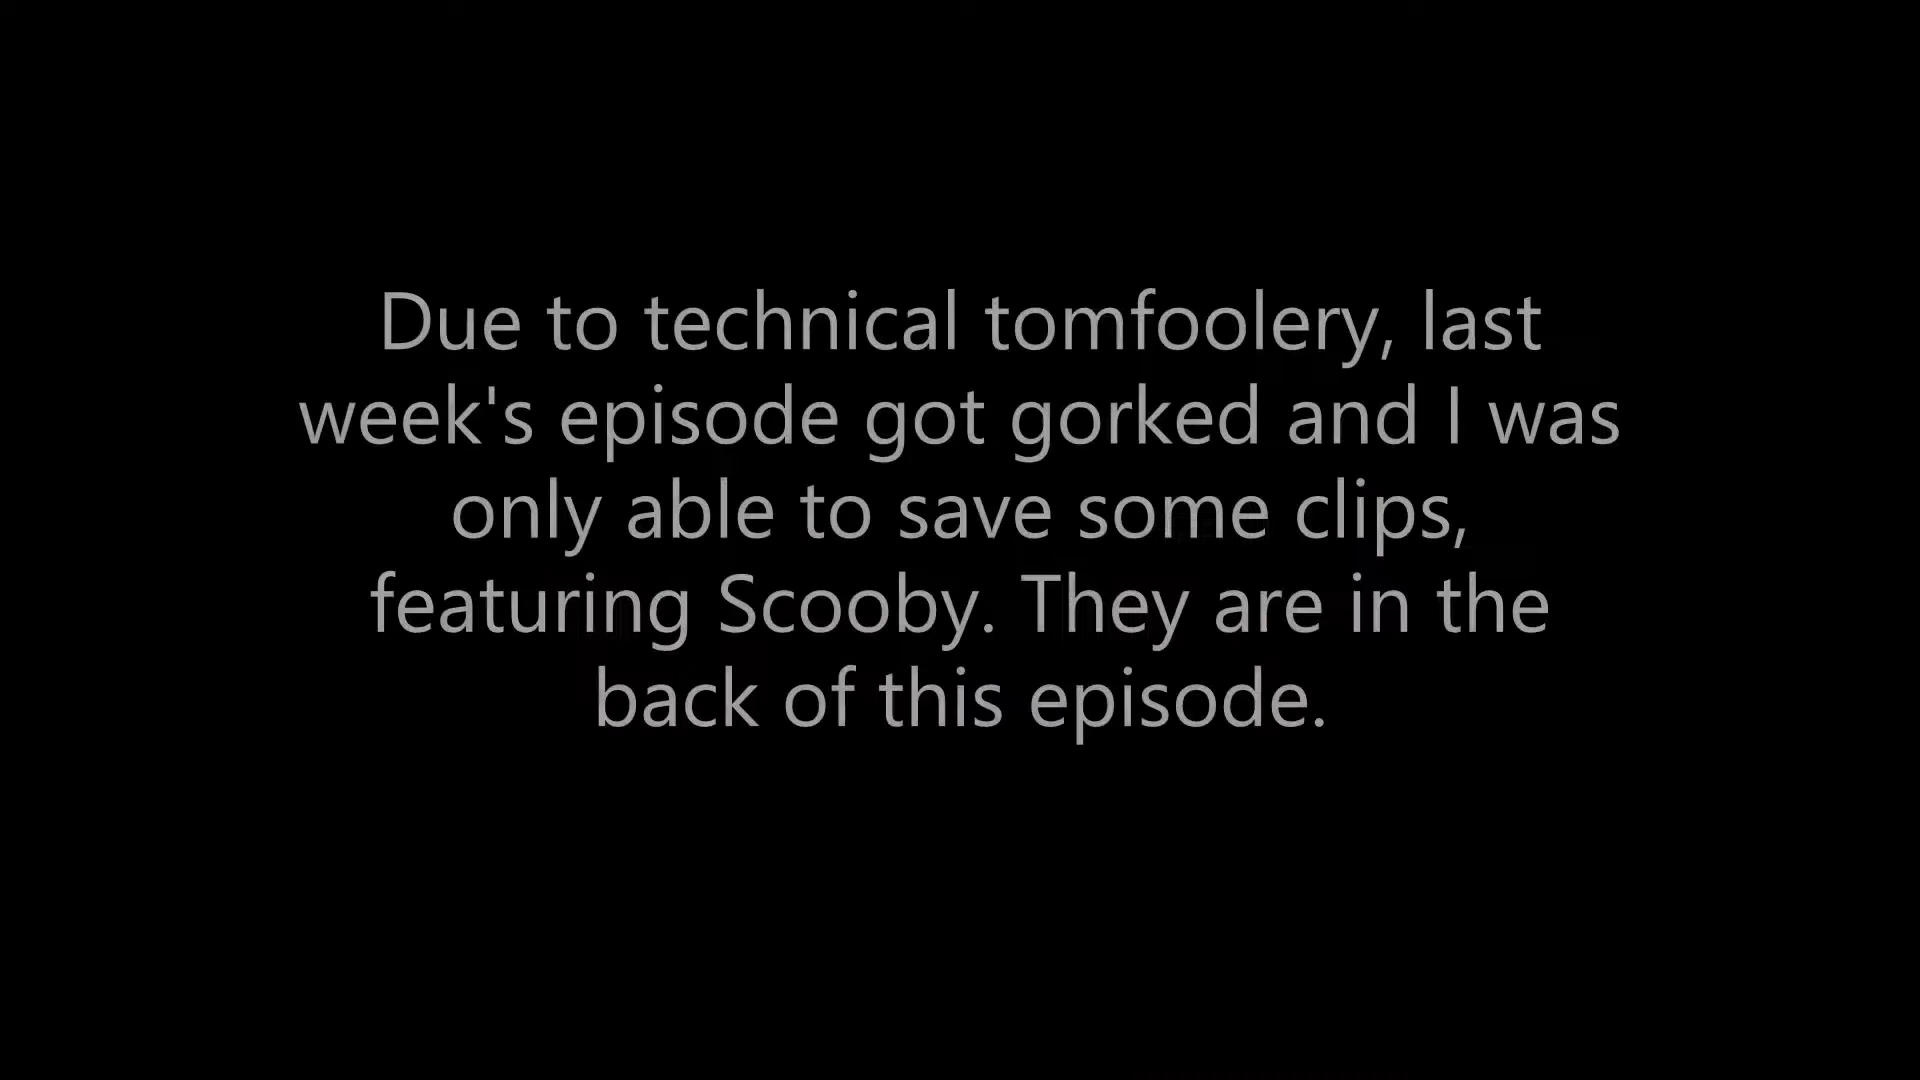 Due to technical tomfoolery, last
week's episode got gorked and I was
only able to save some clips,
featuring Scooby. They are in the
back of this episode.